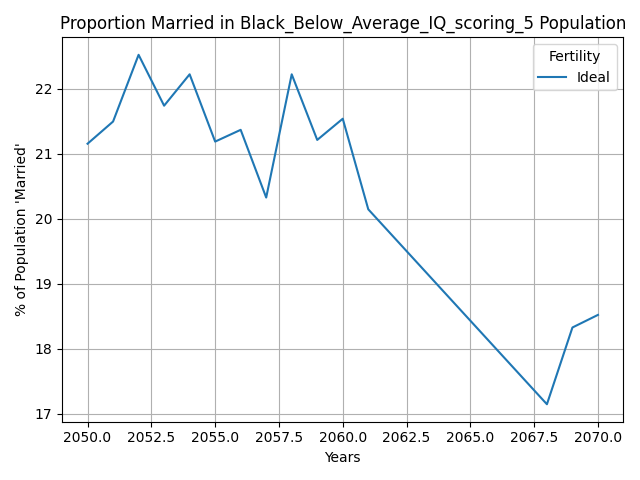 Proportion Married in Black_Below_Average_IQ_scoring_5 Population
Fertility
Ideal
% of Population 'Married'
22
21
20
19
18
17
2050.0 2052.5 2055.0 2057.5 2060.0 2062.5 2065.0 2067.5 2070.0
Years